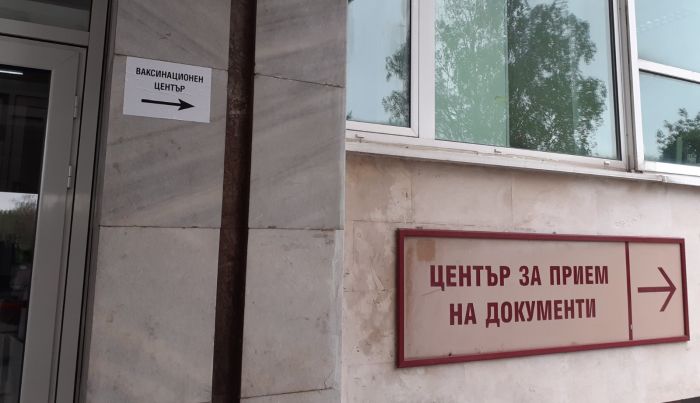 ВАКСИНАЦИОНЕН
ЦЕНТЪР
ЦЕНТЪР ЗА ПРИЕМ
НА ДОКУМЕНТИ